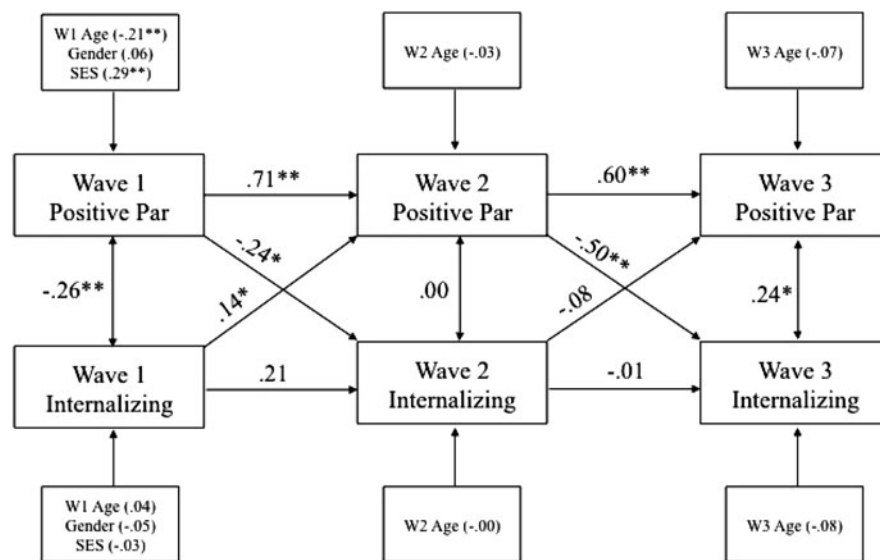 W1 Age (-.21**)
Gender (.06)
SES (.29**)
W2 Age (-.03)
W3 Age (-.07)
Wave 1
Positive Par
.71**
Wave 2
Positive Par
.60**
Wave 3
Positive Par
-.26**
-.24*
.14*
.00
-.50**
-.08
.24*
Wave 1
Internalizing
.21
Wave 2
Internalizing
-.01
Wave 3
Internalizing
W1 Age (.04)
Gender (-.05)
SES (-.03)
W2 Age (-.00)
W3 Age (-.08)